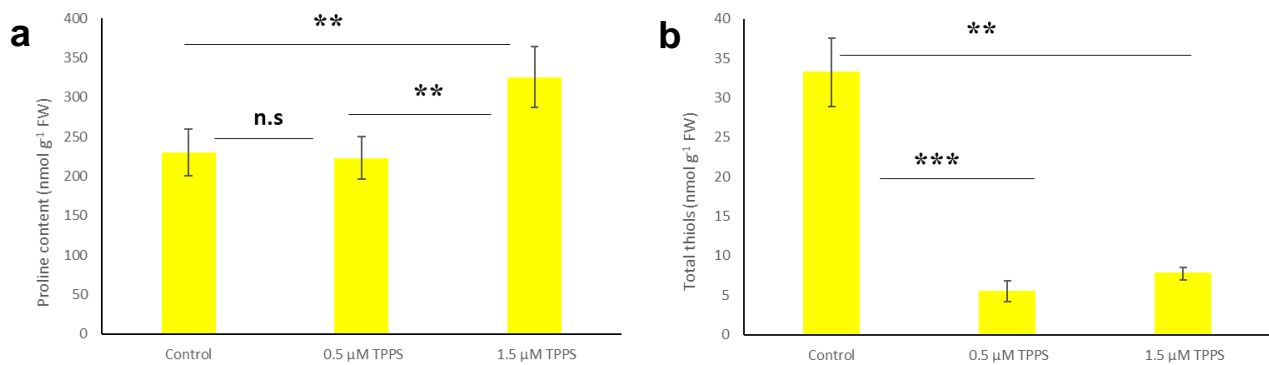 a
Proline content (nmol g⁻¹ FW)
400
350
300
250
200
150
100
50
0
**
**
n.s
Control
0.5 µM TPPS
1.5 µM TPPS
b
Total thiols (nmol g⁻¹ FW)
40
35
30
25
20
15
10
5
0
**
***
Control
0.5 µM TPPS
1.5 µM TPPS